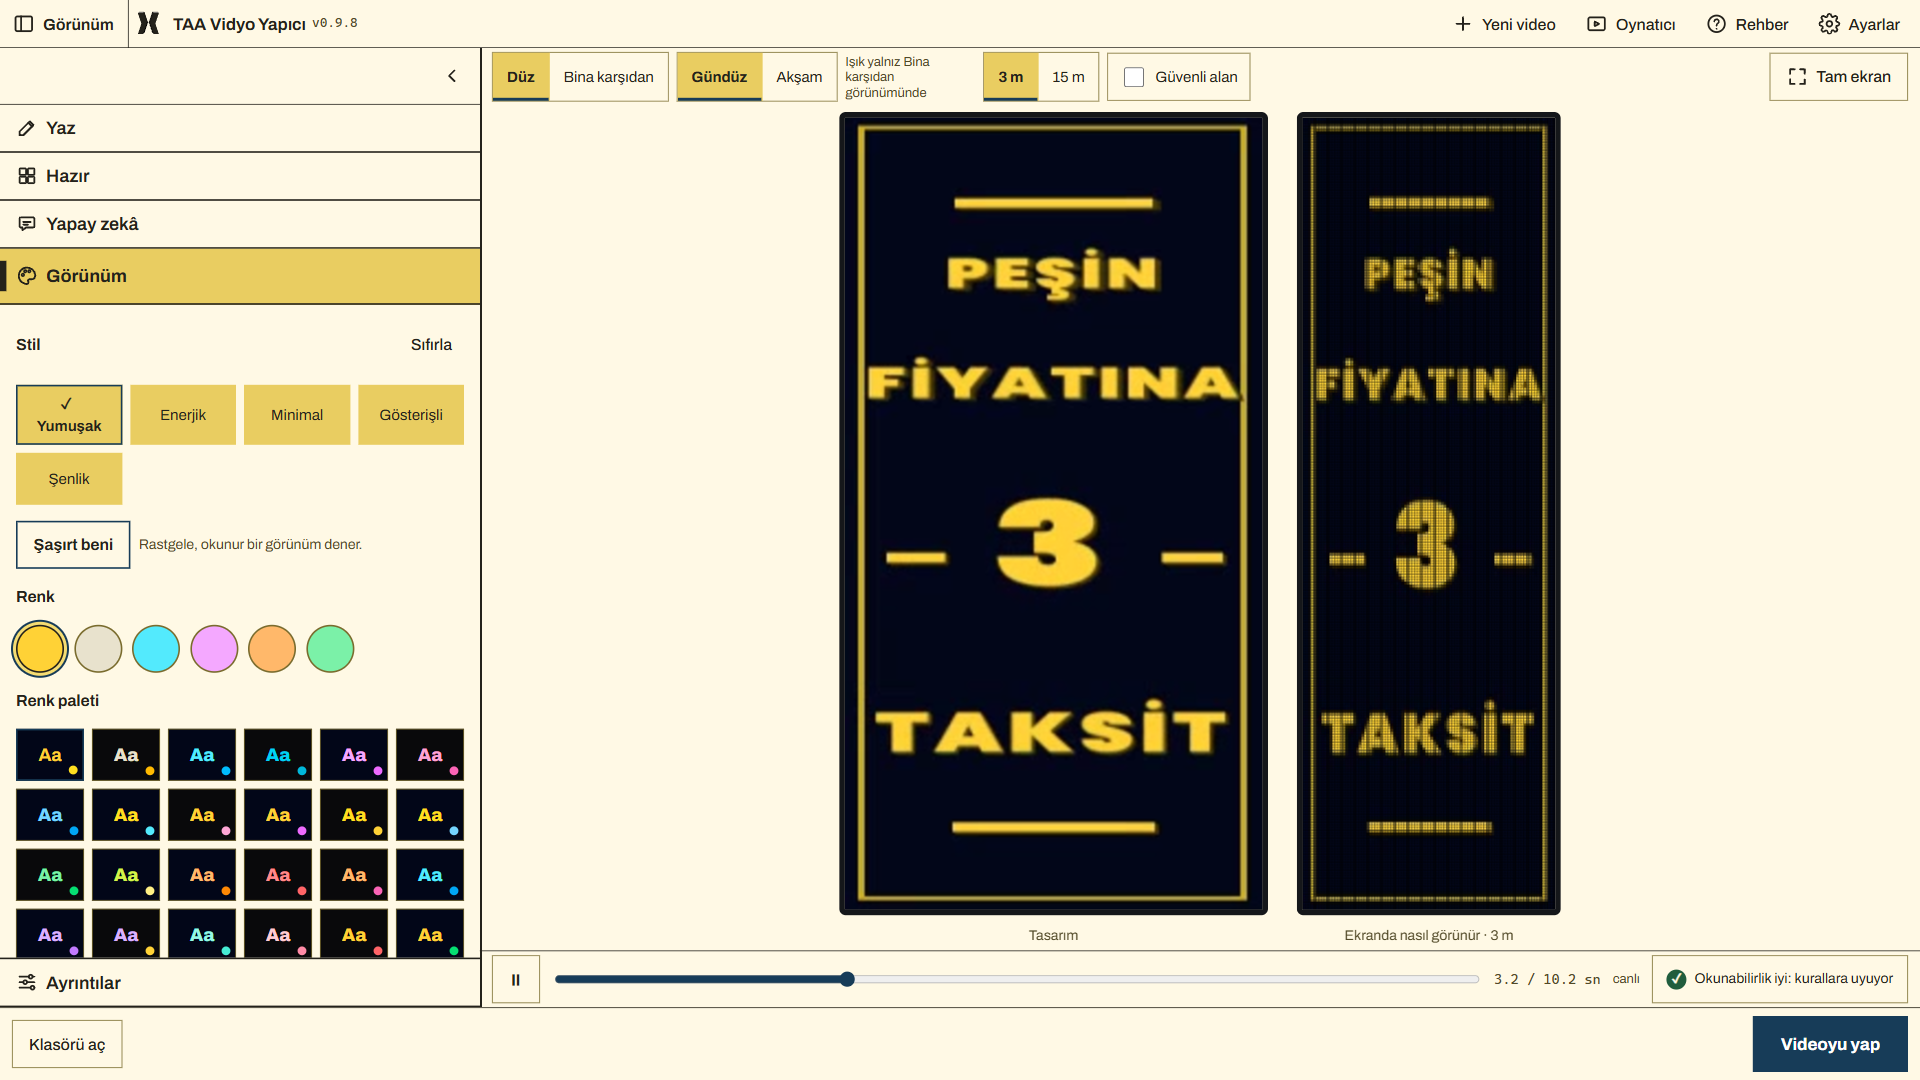 Görünüm
TAA Vidyo Yapıcı v0.9.8
Yeni video
Oynatıcı
Rehber
Ayarlar
Yaz
Hazır
Yapay zekâ
Görünüm
Stil
Sıfırla
✓ Yumuşak
Enerjik
Minimal
Gösterişli
Şenlik
Şaşırt beni
Rastgele, okunur bir görünüm dener.
Renk
Renk paleti
Aa Aa Aa Aa Aa Aa
Aa Aa Aa Aa Aa Aa
Aa Aa Aa Aa Aa Aa
Aa Aa Aa Aa Aa Aa
Ayrıntılar
Klasörü aç
Düz
Bina karşıdan
Gündüz
Akşam
Işık yalnız Bina
karşıdan
görünümünde
3 m
15 m
Güvenli alan
Tam ekran
PEŞİN
FİYATINA
3
TAKSİT
Tasarım
PEŞİN
FİYATINA
3
TAKSİT
Ekranda nasıl görünür · 3 m
3.2 / 10.2 sn
canlı
Okunabilirlik iyi: kurallara uyuyor
Videoyu yap